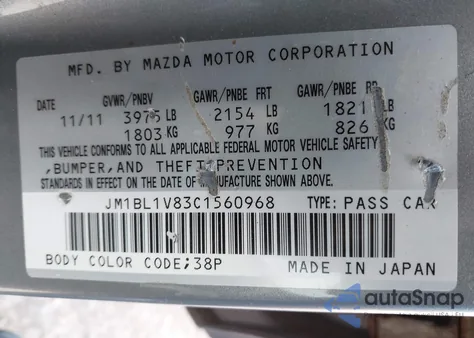 MFD. BY MAZDA MOTOR CORPORATION
DATE GVWR/PNBV GAWR/PNBE FRT GAWR/PNBE RR
11/11 3975 LB 2154 LB 1821 LB
1803 KG 977 KG 826 KG
THIS VEHICLE CONFORMS TO ALL APPLICABLE FEDERAL MOTOR VEHICLE SAFETY
,BUMPER,AND THEFT PREVENTION
STANDARDS IN EFFECT ON THE DATE OF MANUFACTURE SHOWN ABOVE.
JM1BL1V83C1560968 TYPE: PASS CAR
BODY COLOR CODE;38P MADE IN JAPAN
autoSnap